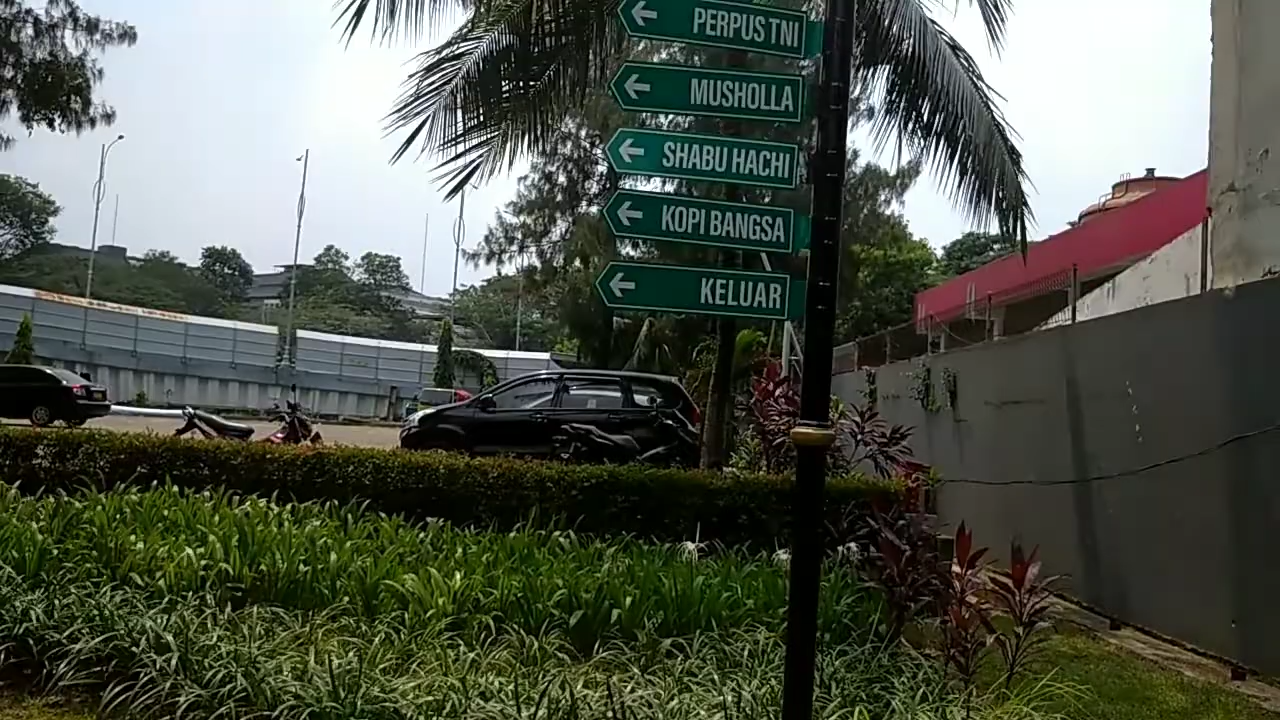 PERPUS TNI
MUSHOLLA
SHABU HACHI
KOPI BANGSA
KELUAR